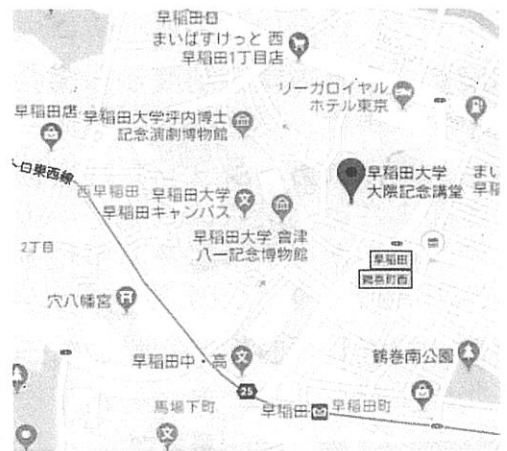 早稲田
まいばすけっと 西
早稲田1丁目店
リーガロイヤル
ホテル東京
早稲田店
早稲田大学坪内博士
記念演劇博物館
早稲田大学
大隈記念講堂
まい
早稲
ト日東西線
西早稲田
早稲田大学
早稲田キャンパス
早稲田大学 會津
八一記念博物館
2丁目
早稲田
鶴巻町西
穴八幡宮
早稲田中・高
鶴巻南公園
25
馬場下町
早稲田
早稲田町